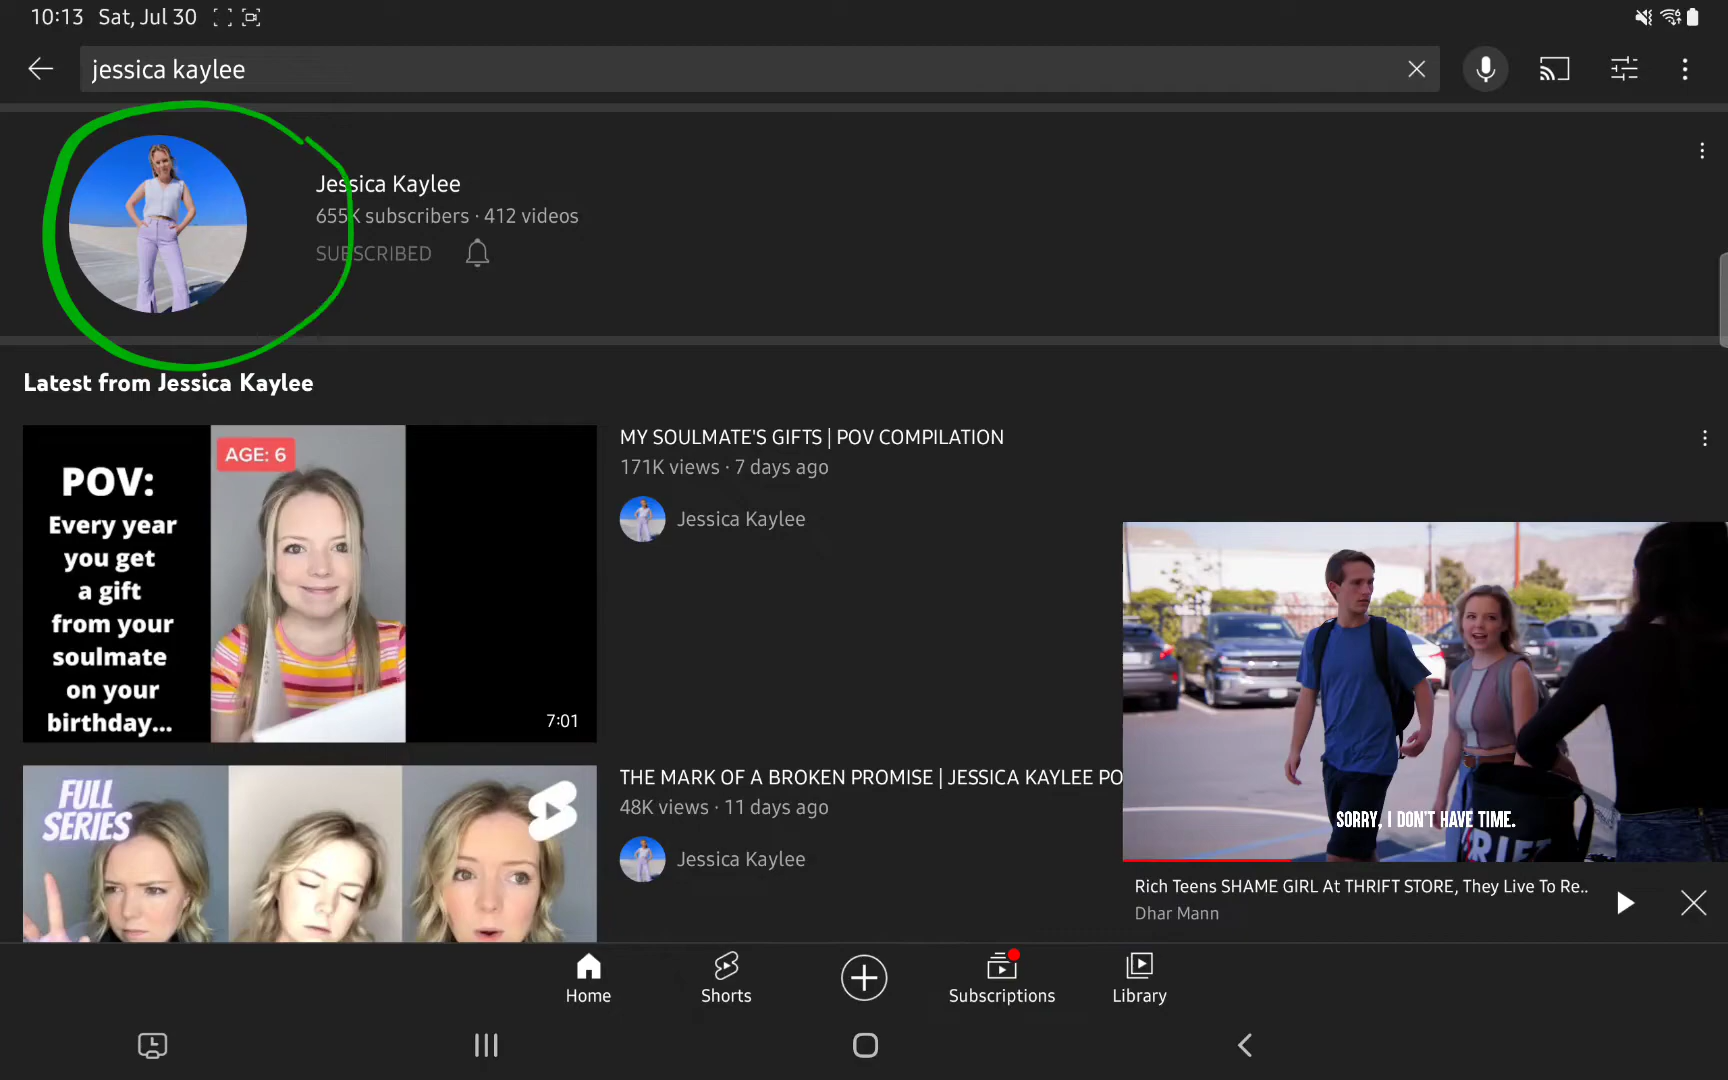 10:13 Sat, Jul 30
jessica kaylee
Jessica Kaylee
655K subscribers · 412 videos
SUBSCRIBED
Latest from Jessica Kaylee
POV:
Every year
you get
a gift
from your
soulmate
on your
birthday...
AGE: 6
7:01
MY SOULMATE'S GIFTS | POV COMPILATION
171K views · 7 days ago
Jessica Kaylee
FULL
SERIES
THE MARK OF A BROKEN PROMISE | JESSICA KAYLEE PO
48K views · 11 days ago
Jessica Kaylee
SORRY, I DON'T HAVE TIME.
Rich Teens SHAME GIRL At THRIFT STORE, They Live To Re..
Dhar Mann
Home
Shorts
Subscriptions
Library